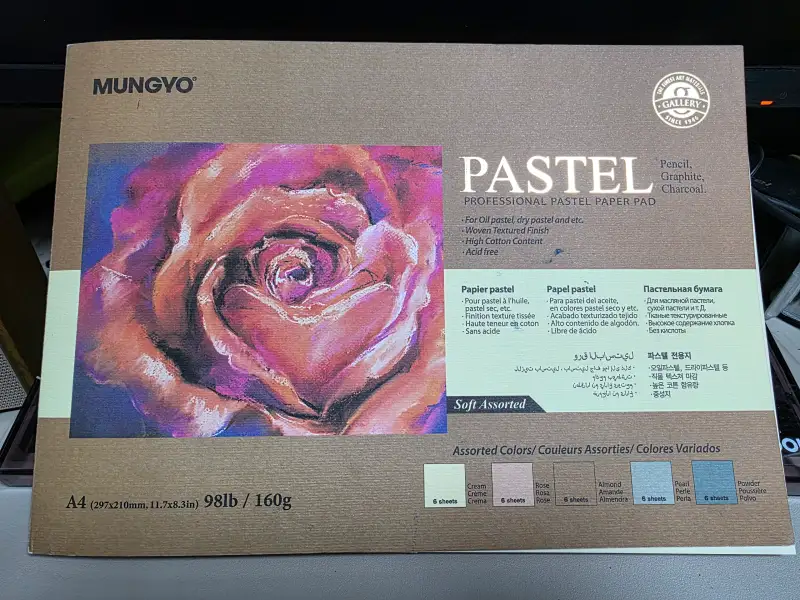 MUNGYO
THE FINEST ART MATERIALS
GALLERY
SINCE 1946
PASTEL
Pencil,
Graphite,
Charcoal.
PROFESSIONAL PASTEL PAPER PAD
· For Oil pastel, dry pastel and etc.
· Woven Textured Finish
· High Cotton Content
· Acid free
Papier pastel
· Pour pastel à l'huile,
pastel sec, etc.
· Finition texture tissée
· Haute teneur en coton
· Sans acide
Papel pastel
· Para pastel del aceite,
en colores pastel seco y etc.
· Acabado texturizado tejido
· Alto contenido de algodón.
· Libre de ácido
Пастельная бумага
· Для масляной пастели,
сухой пастели и т. Д.
· Тканые текстурированные
· Высокое содержание хлопка
· Без кислоты
파스텔 전용지
· 오일파스텔, 드라이파스텔 등
· 직물 텍스쳐 마감
· 높은 코튼 함유량
· 중성지
Soft Assorted
Assorted Colors/ Couleurs Assorties/ Colores Variados
6 sheets
Cream
Crème
Crema
6 sheets
Rose
Rosa
Rose
6 sheets
Almond
Amande
Almendra
6 sheets
Pearl
Perle
Perla
6 sheets
Powder
Poussière
Polvo
A4 (297x210mm, 11.7x8.3in) 98lb / 160g